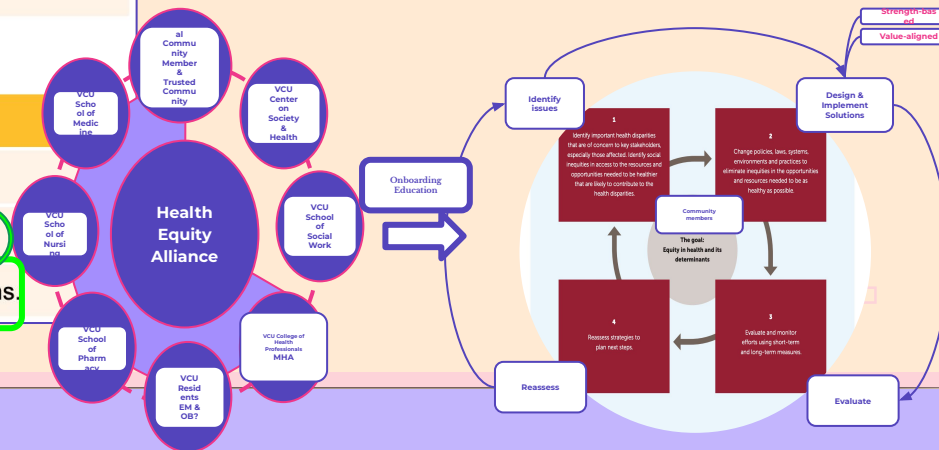 al
Commu
nity
Member
&
Trusted
Commu
nity
VCU
Scho
ol of
Medic
ine
VCU
Center
on
Society
&
Health
VCU
Scho
ol of
Nursi
ng
Health
Equity
Alliance
VCU
School
of
Social
Work
VCU
School
of
Pharm
acy
VCU College of
Health
Professionals
MHA
VCU
Resid
ents
EM &
OB?
s.
Onboarding
Education
Strength-bas
ed
Value-aligned
Identify
issues
Design &
Implement
Solutions
1
Identify important health disparities
that are of concern to key stakeholders,
especially those affected. Identify social
inequities in access to the resources and
opportunities needed to be healthier
that are likely to contribute to the
health disparities.
2
Change policies, laws, systems,
environments and practices to
eliminate inequities in the opportunities
and resources needed to be as
healthy as possible.
Community
members
The goal:
Equity in health and its
determinants
4
Reassess strategies to
plan next steps.
3
Evaluate and monitor
efforts using short-term
and long-term measures.
Reassess
Evaluate